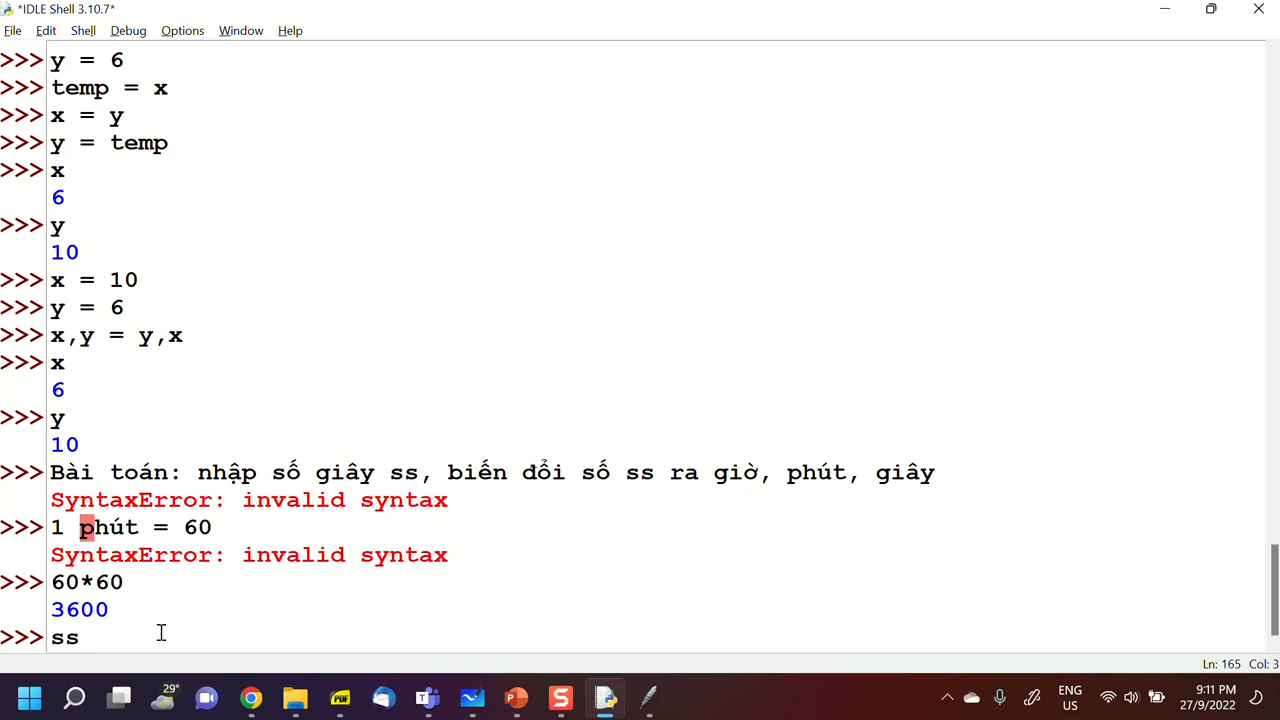 *IDLE Shell 3.10.7*
File Edit Shell Debug Options Window Help
>>> y = 6
>>> temp = x
>>> x = y
>>> y = temp
>>> x
6
>>> y
10
>>> x = 10
>>> y = 6
>>> x,y = y,x
>>> x
6
>>> y
10
>>> Bài toán: nhập số giây ss, biến đổi số ss ra giờ, phút, giây
SyntaxError: invalid syntax
>>> 1 phút = 60
SyntaxError: invalid syntax
>>> 60*60
3600
>>> ss
Ln: 165 Col: 3
29°
PDF
ENG
US
9:11 PM
27/9/2022